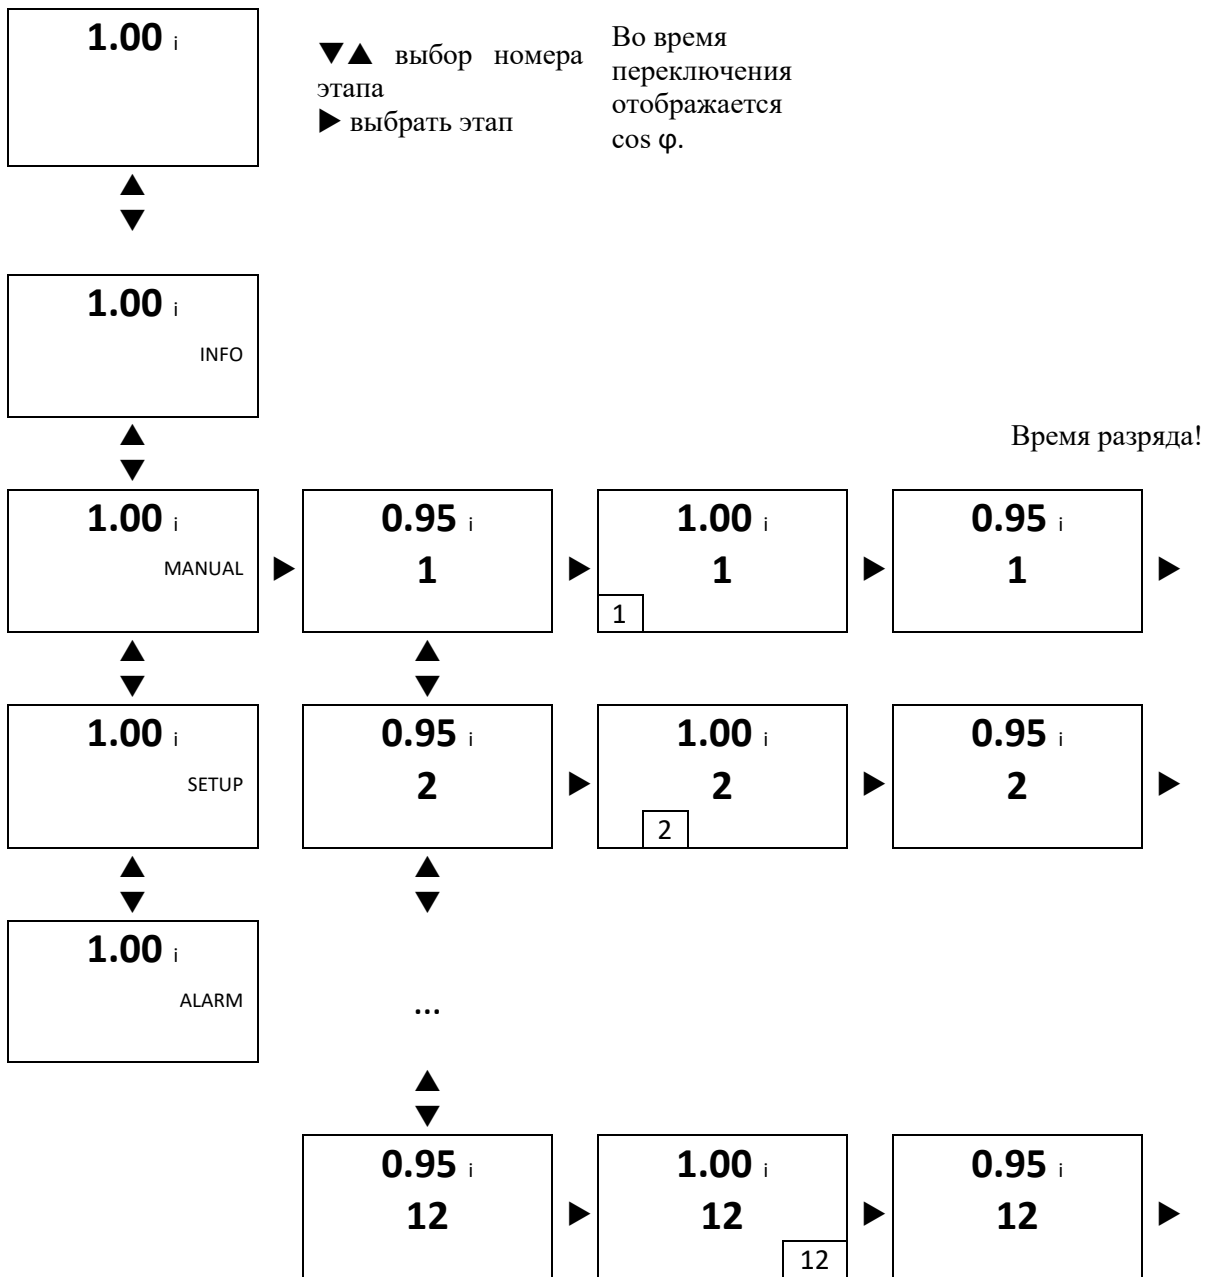 1.00 i
▼▲ выбор номера
этапа
▶ выбрать этап
Во время
переключения
отображается
cos φ.
1.00 i
INFO
Время разряда!
1.00 i
MANUAL
0.95 i
1
1.00 i
1
1
0.95 i
1
1.00 i
SETUP
0.95 i
2
1.00 i
2
2
0.95 i
2
1.00 i
ALARM
...
0.95 i
12
1.00 i
12
12
0.95 i
12